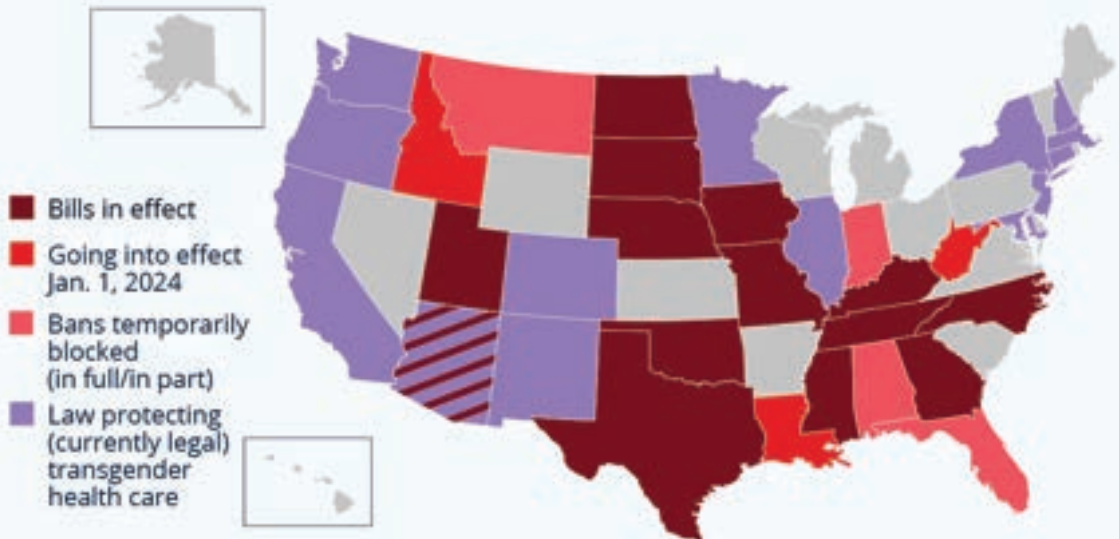 Bills in effect
Going into effect
Jan. 1, 2024
Bans temporarily
blocked
(in full/in part)
Law protecting
(currently legal)
transgender
health care